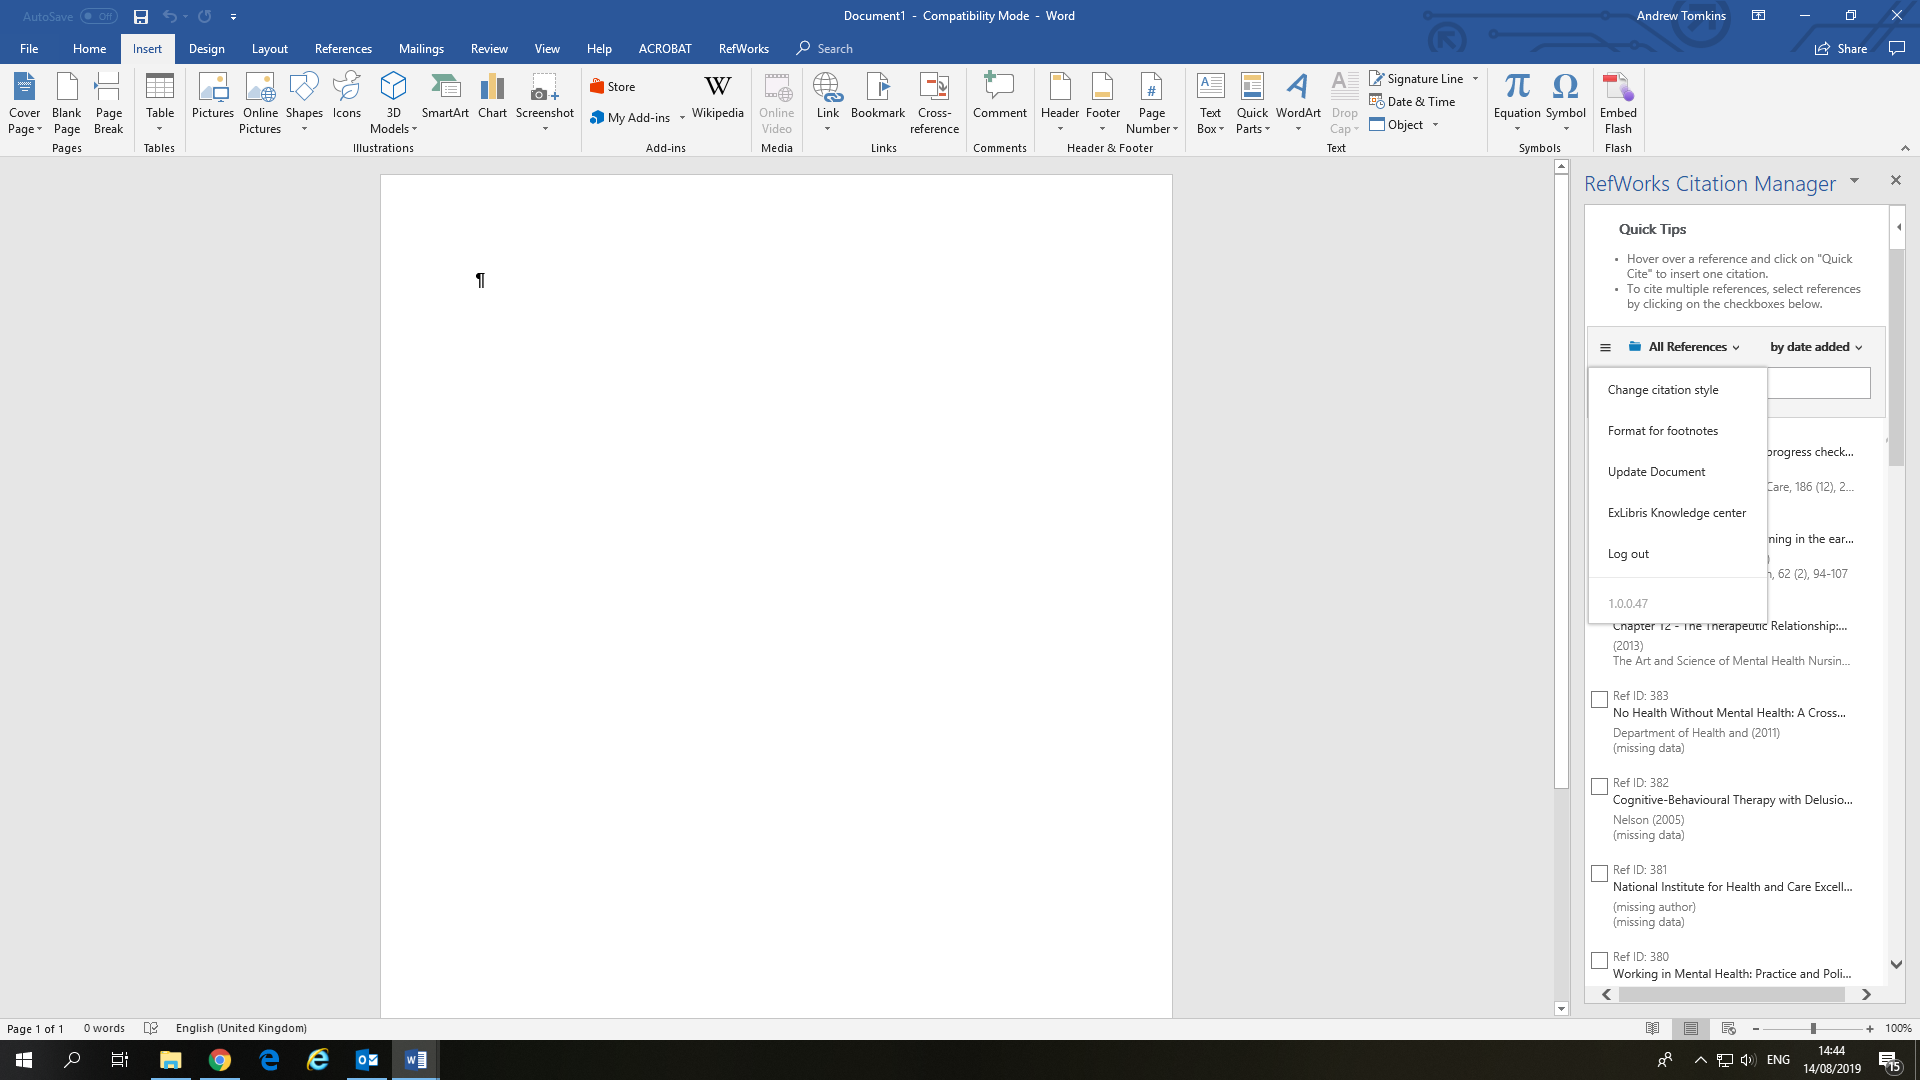 AutoSave Off
Document1 - Compatibility Mode - Word
Andrew Tomkins
File Home Insert Design Layout References Mailings Review View Help ACROBAT RefWorks Search
Share
Cover Page
Blank Page
Page Break
Table
Pictures
Online Pictures
Shapes
Icons
3D Models
SmartArt
Chart
Screenshot
Store
My Add-ins
W
Wikipedia
Online Video
Link
Bookmark
Cross-reference
Comment
Header
Footer
#
Page Number
A
Text Box
Quick Parts
A
WordArt
A
Drop Cap
Signature Line
Date & Time
Object
π
Equation
Ω
Symbol
Embed Flash
Pages Tables Illustrations Add-ins Media Links Comments Header & Footer Text Symbols Flash
¶
RefWorks Citation Manager
Quick Tips
• Hover over a reference and click on "Quick
Cite" to insert one citation.
• To cite multiple references, select references
by clicking on the checkboxes below.
All References by date added
Change citation style
Format for footnotes
Update Document
ExLibris Knowledge center
Log out
1.0.0.47
progress check...
Care, 186 (12), 2...
ning in the ear...
)
, 62 (2), 94-107
Chapter 12 - The Therapeutic Relationship:...
(2013)
The Art and Science of Mental Health Nursin...
Ref ID: 383
No Health Without Mental Health: A Cross...
Department of Health and (2011)
(missing data)
Ref ID: 382
Cognitive-Behavioural Therapy with Delusio...
Nelson (2005)
(missing data)
Ref ID: 381
National Institute for Health and Care Excell...
(missing author)
(missing data)
Ref ID: 380
Working in Mental Health: Practice and Poli...
Page 1 of 1 0 words English (United Kingdom) 100%
ENG
14:44
14/08/2019
15